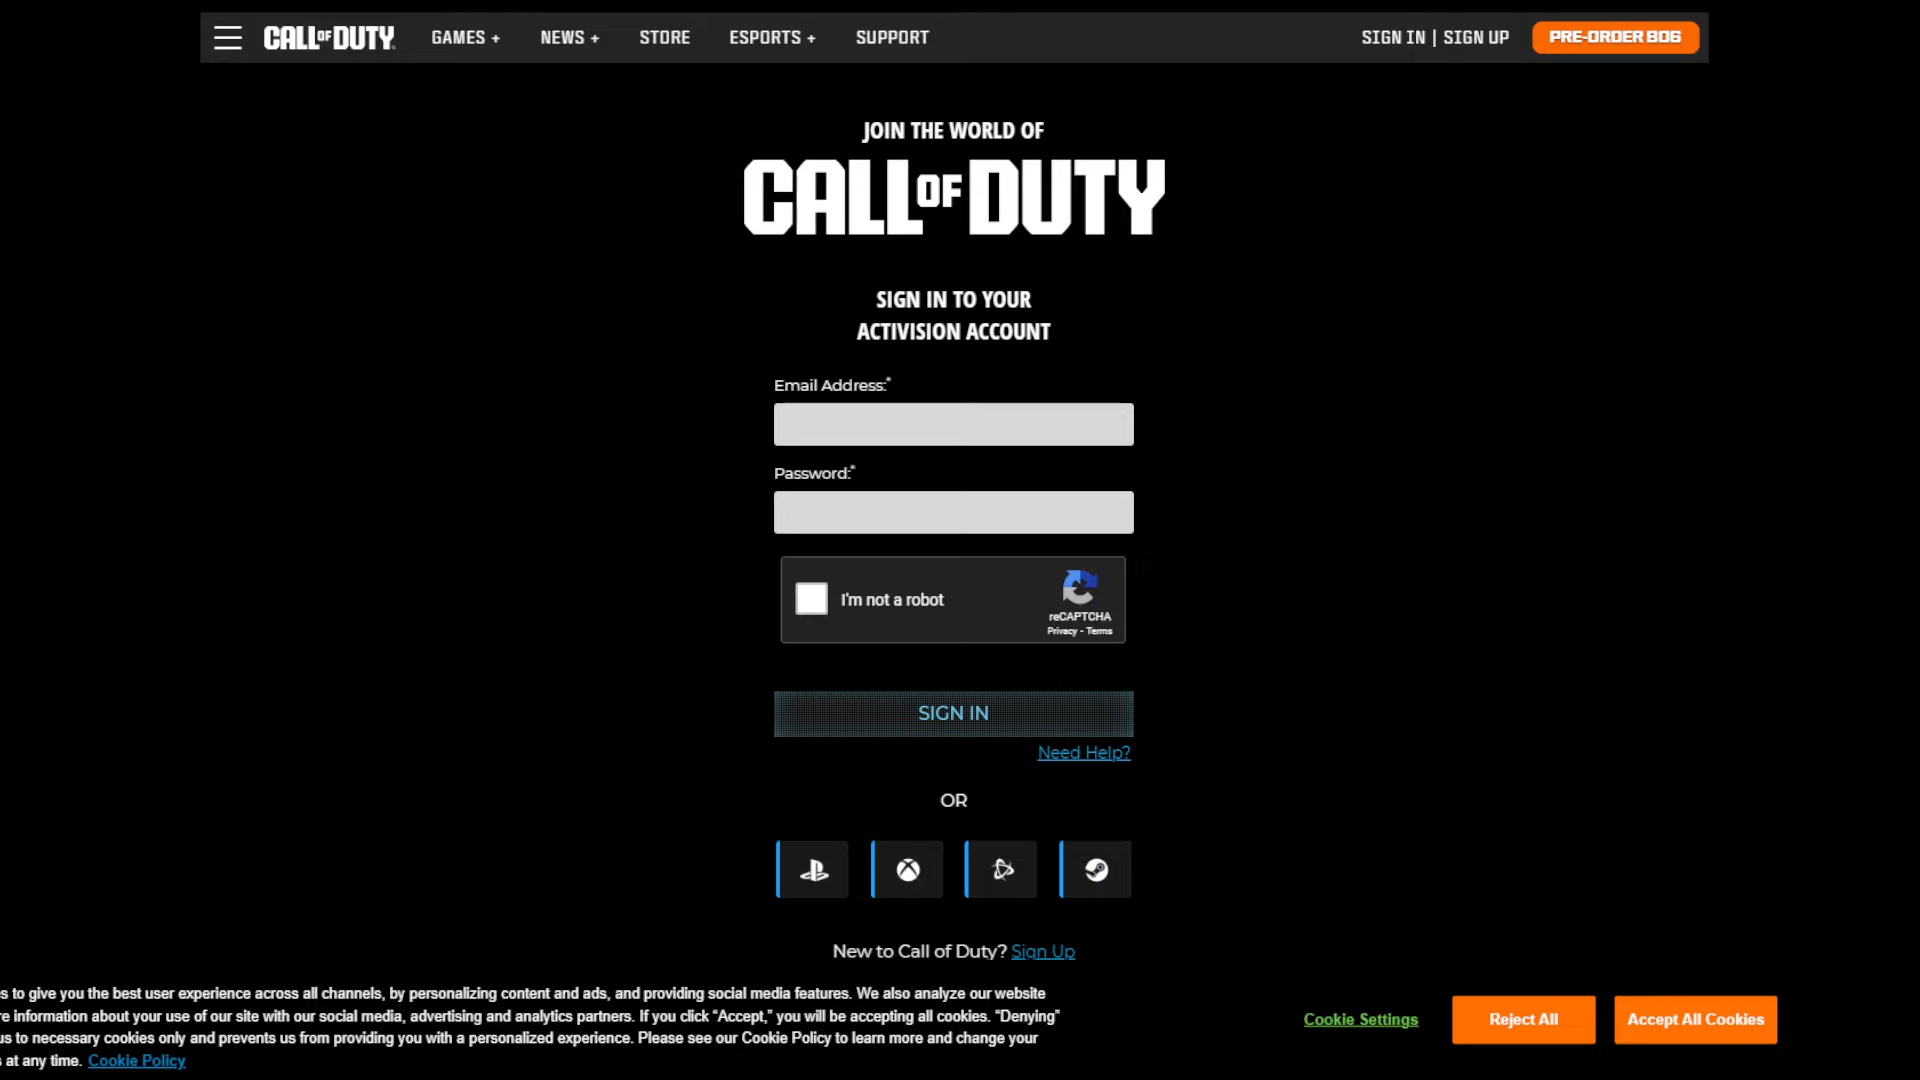 CALL OF DUTY GAMES + NEWS + STORE ESPORTS + SUPPORT SIGN IN | SIGN UP PRE-ORDER BO6
JOIN THE WORLD OF
CALL OF DUTY
SIGN IN TO YOUR
ACTIVISION ACCOUNT
Email Address:*
Password:*
I'm not a robot
reCAPTCHA
Privacy - Terms
SIGN IN
Need Help?
OR
New to Call of Duty? Sign Up
s to give you the best user experience across all channels, by personalizing content and ads, and providing social media features. We also analyze our website
re information about your use of our site with our social media, advertising and analytics partners. If you click “Accept,” you will be accepting all cookies. “Denying”
us to necessary cookies only and prevents us from providing you with a personalized experience. Please see our Cookie Policy to learn more and change your
s at any time. Cookie Policy
Cookie Settings
Reject All
Accept All Cookies